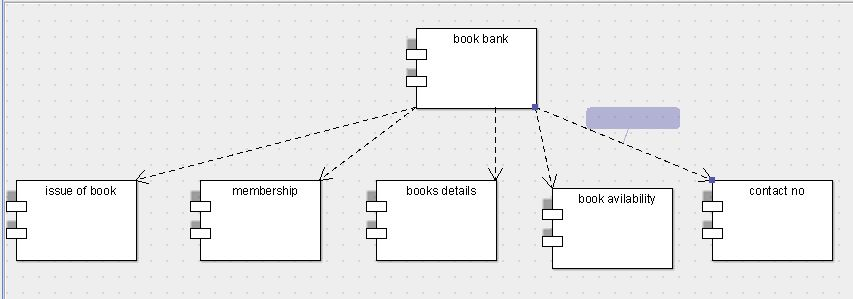 book bank
issue of book
membership
books details
book avilability
contact no